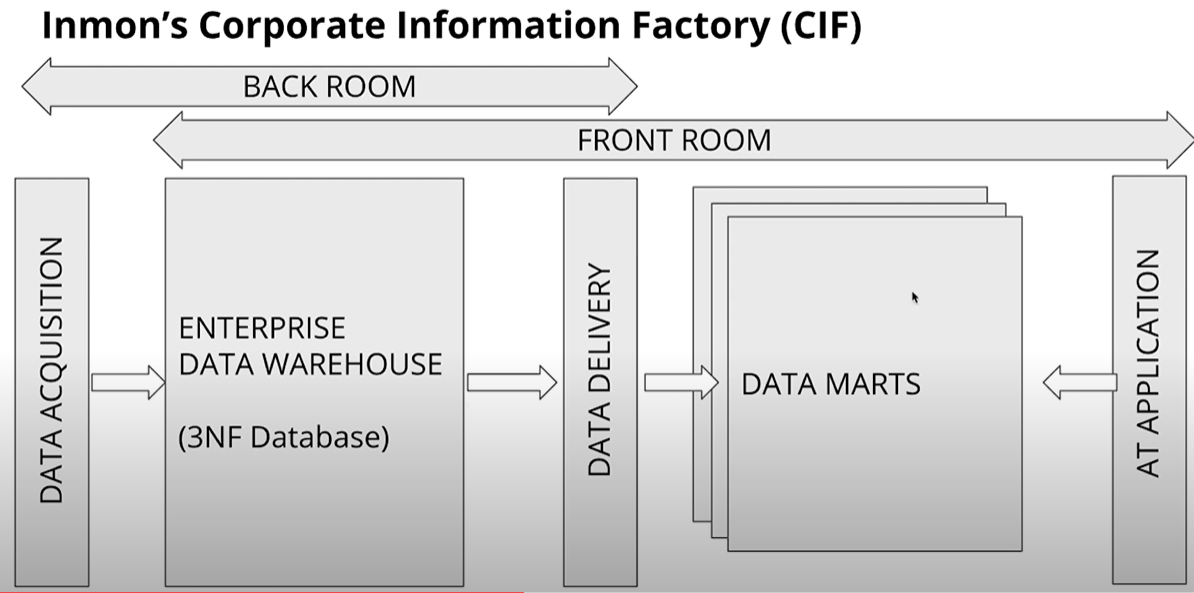 Inmon’s Corporate Information Factory (CIF)
BACK ROOM
FRONT ROOM
DATA ACQUISITION
ENTERPRISE
DATA WAREHOUSE
(3NF Database)
DATA DELIVERY
DATA MARTS
AT APPLICATION